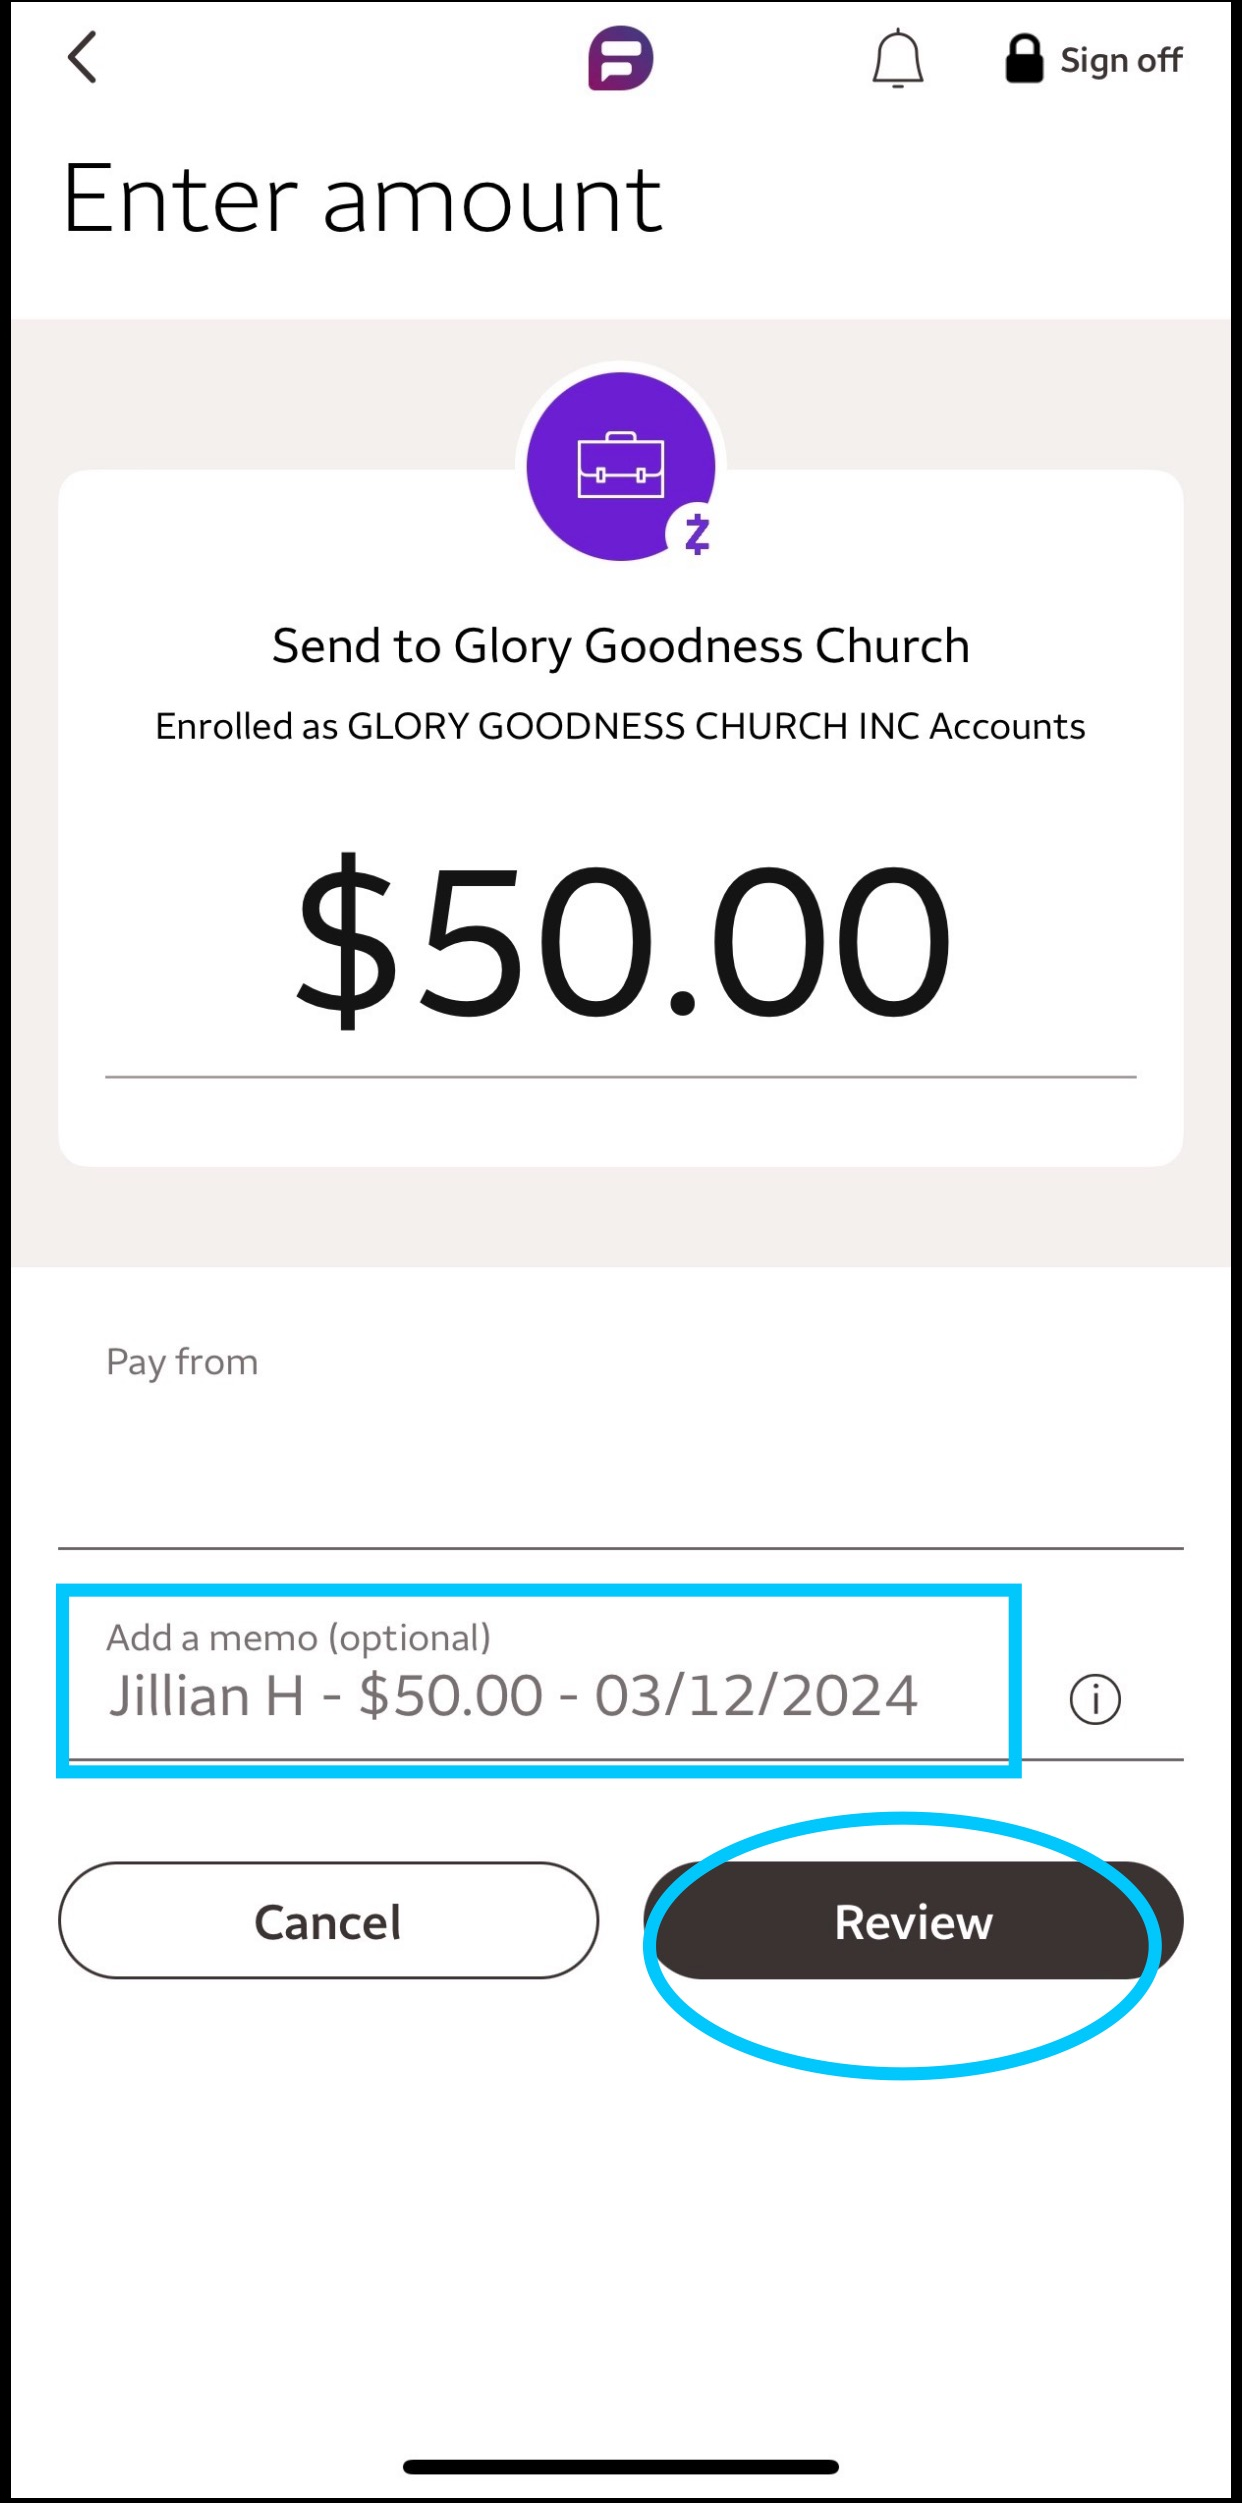 Sign off
Enter amount
Send to Glory Goodness Church
Enrolled as GLORY GOODNESS CHURCH INC Accounts
$50.00
Pay from
Add a memo (optional)
Jillian H - $50.00 - 03/12/2024
Cancel
Review